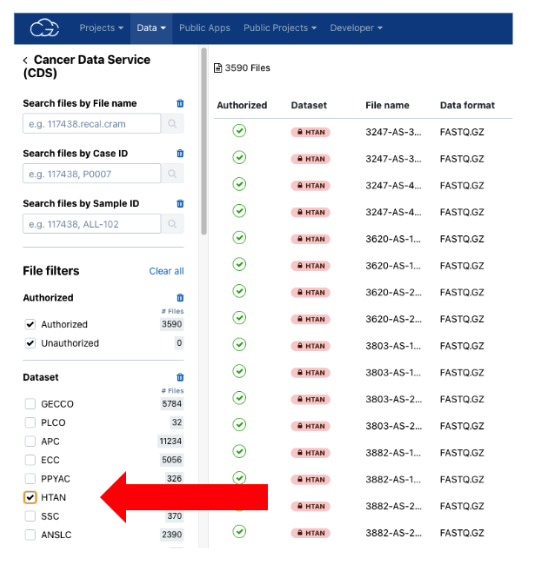 Projects Data Public Apps Public Projects Developer
< Cancer Data Service
(CDS)
3590 Files
Search files by File name
e.g. 117438.recal.cram
Search files by Case ID
e.g. 117438, P0007
Search files by Sample ID
e.g. 117438, ALL-102
File filters Clear all
Authorized
# Files
Authorized 3590
Unauthorized 0
Dataset
# Files
GECCO 5784
PLCO 32
APC 11234
ECC 5056
PPYAC 326
HTAN
SSC 370
ANSLC 2390
Authorized Dataset File name Data format
HTAN 3247-AS-3... FASTQ.GZ
HTAN 3247-AS-3... FASTQ.GZ
HTAN 3247-AS-4... FASTQ.GZ
HTAN 3247-AS-4... FASTQ.GZ
HTAN 3620-AS-1... FASTQ.GZ
HTAN 3620-AS-1... FASTQ.GZ
HTAN 3620-AS-2... FASTQ.GZ
HTAN 3620-AS-2... FASTQ.GZ
HTAN 3803-AS-1... FASTQ.GZ
HTAN 3803-AS-1... FASTQ.GZ
HTAN 3803-AS-2... FASTQ.GZ
HTAN 3803-AS-2... FASTQ.GZ
HTAN 3882-AS-1... FASTQ.GZ
HTAN 3882-AS-1... FASTQ.GZ
HTAN 3882-AS-2... FASTQ.GZ
HTAN 3882-AS-2... FASTQ.GZ